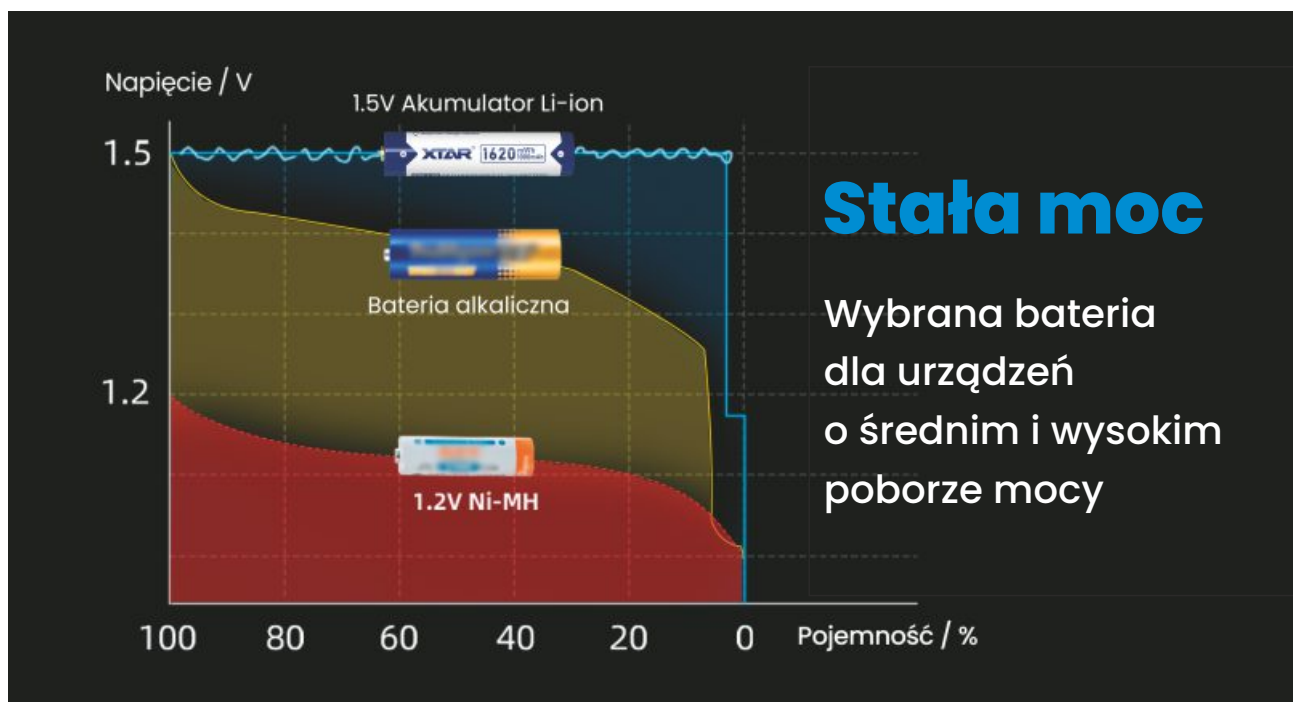 Napięcie / V
1.5V Akumulator Li-ion
1.5
XTAR 1620
Bateria alkaliczna
1.2
1.2V Ni-MH
100 80 60 40 20 0 Pojemność / %
Stała moc
Wybrana bateria
dla urządzeń
o średnim i wysokim
poborze mocy